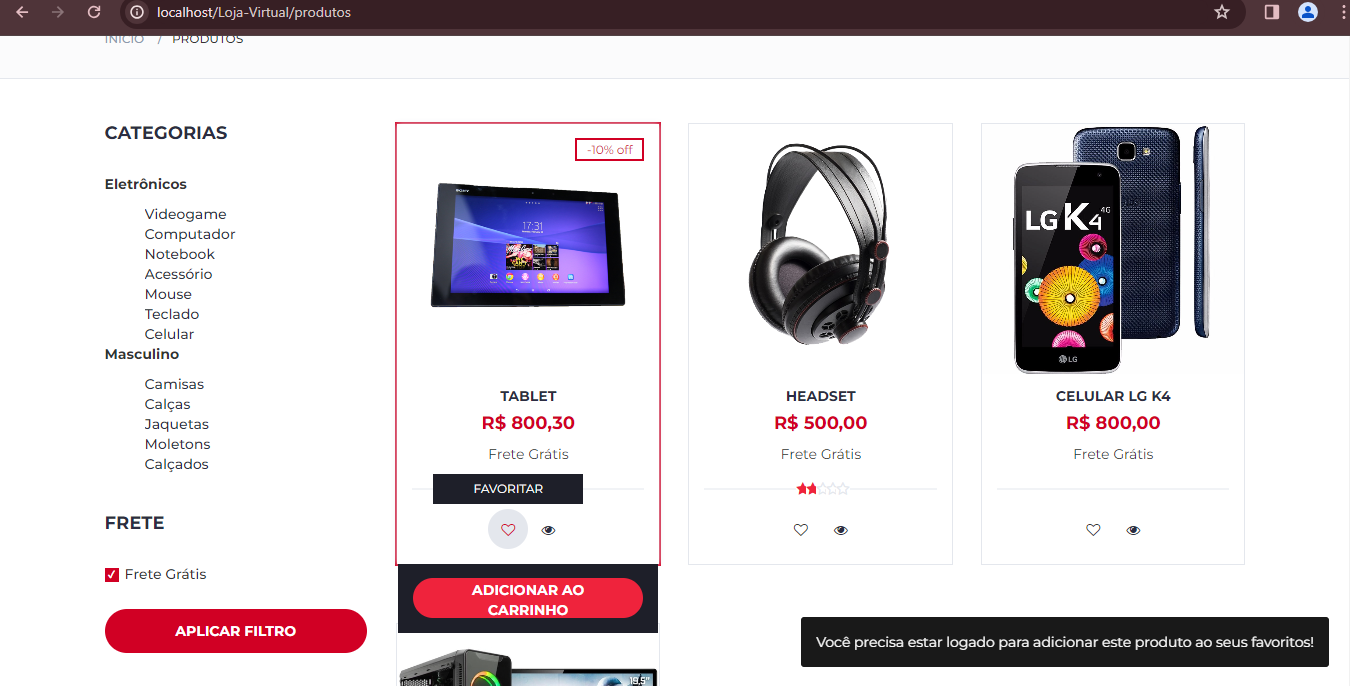 localhost/Loja-Virtual/produtos
INÍCIO / PRODUTOS
CATEGORIAS
Eletrônicos
Videogame
Computador
Notebook
Acessório
Mouse
Teclado
Celular
Masculino
Camisas
Calças
Jaquetas
Moletons
Calçados
FRETE
Frete Grátis
APLICAR FILTRO
-10% off
SONY
17:31
TABLET
R$ 800,30
Frete Grátis
FAVORITAR
ADICIONAR AO
CARRINHO
HEADSET
R$ 500,00
Frete Grátis
LG K4 4G
LG
CELULAR LG K4
R$ 800,00
Frete Grátis
19,5"
Você precisa estar logado para adicionar este produto ao seus favoritos!